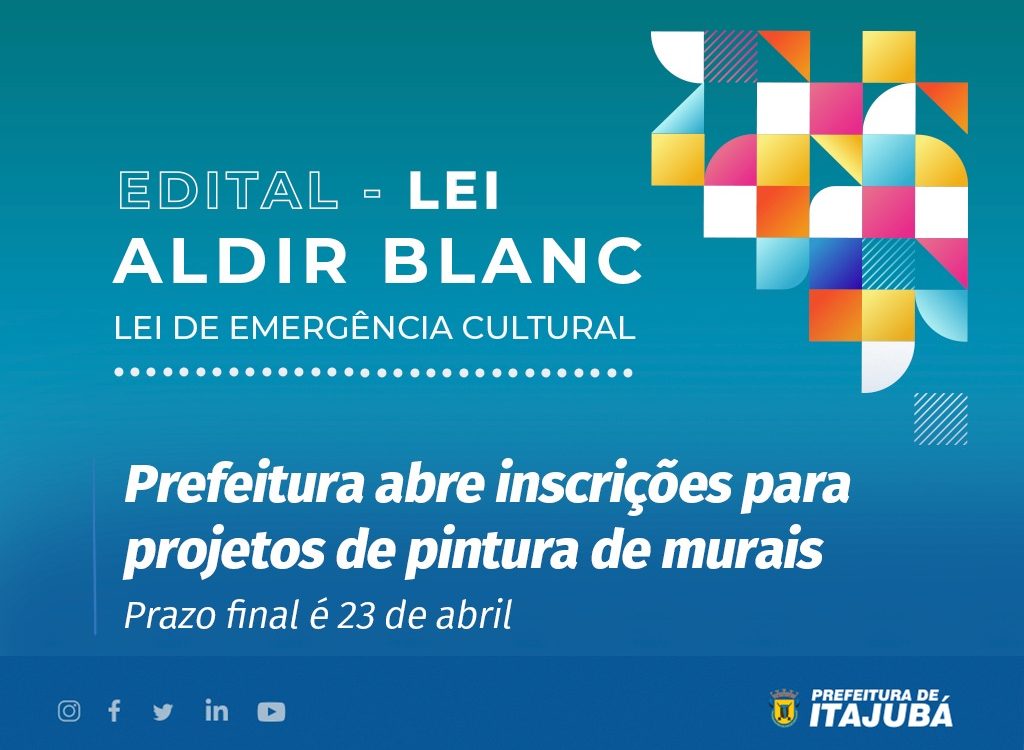 EDITAL - LEI
ALDIR BLANC
LEI DE EMERGÊNCIA CULTURAL
Prefeitura abre inscrições para
projetos de pintura de murais
Prazo final é 23 de abril
PREFEITURA DE
ITAJUBÁ